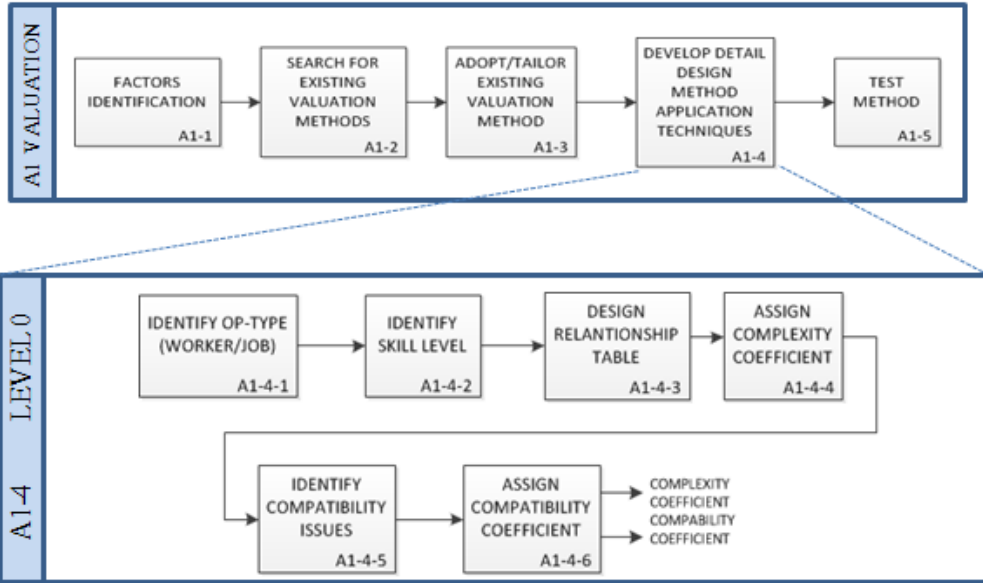 A1 VALUATION
FACTORS
IDENTIFICATION
A1-1
SEARCH FOR
EXISTING
VALUATION
METHODS
A1-2
ADOPT/TAILOR
EXISTING
VALUATION
METHOD
A1-3
DEVELOP DETAIL
DESIGN
METHOD
APPLICATION
TECHNIQUES
A1-4
TEST
METHOD
A1-5
A1-4 LEVEL 0
IDENTIFY OP-TYPE
(WORKER/JOB)
A1-4-1
IDENTIFY
SKILL LEVEL
A1-4-2
DESIGN
RELANTIONSHIP
TABLE
A1-4-3
ASSIGN
COMPLEXITY
COEFFICIENT
A1-4-4
IDENTIFY
COMPATIBILITY
ISSUES
A1-4-5
ASSIGN
COMPATIBILITY
COEFFICIENT
A1-4-6
COMPLEXITY
COEFFICIENT
COMPABILITY
COEFFICIENT